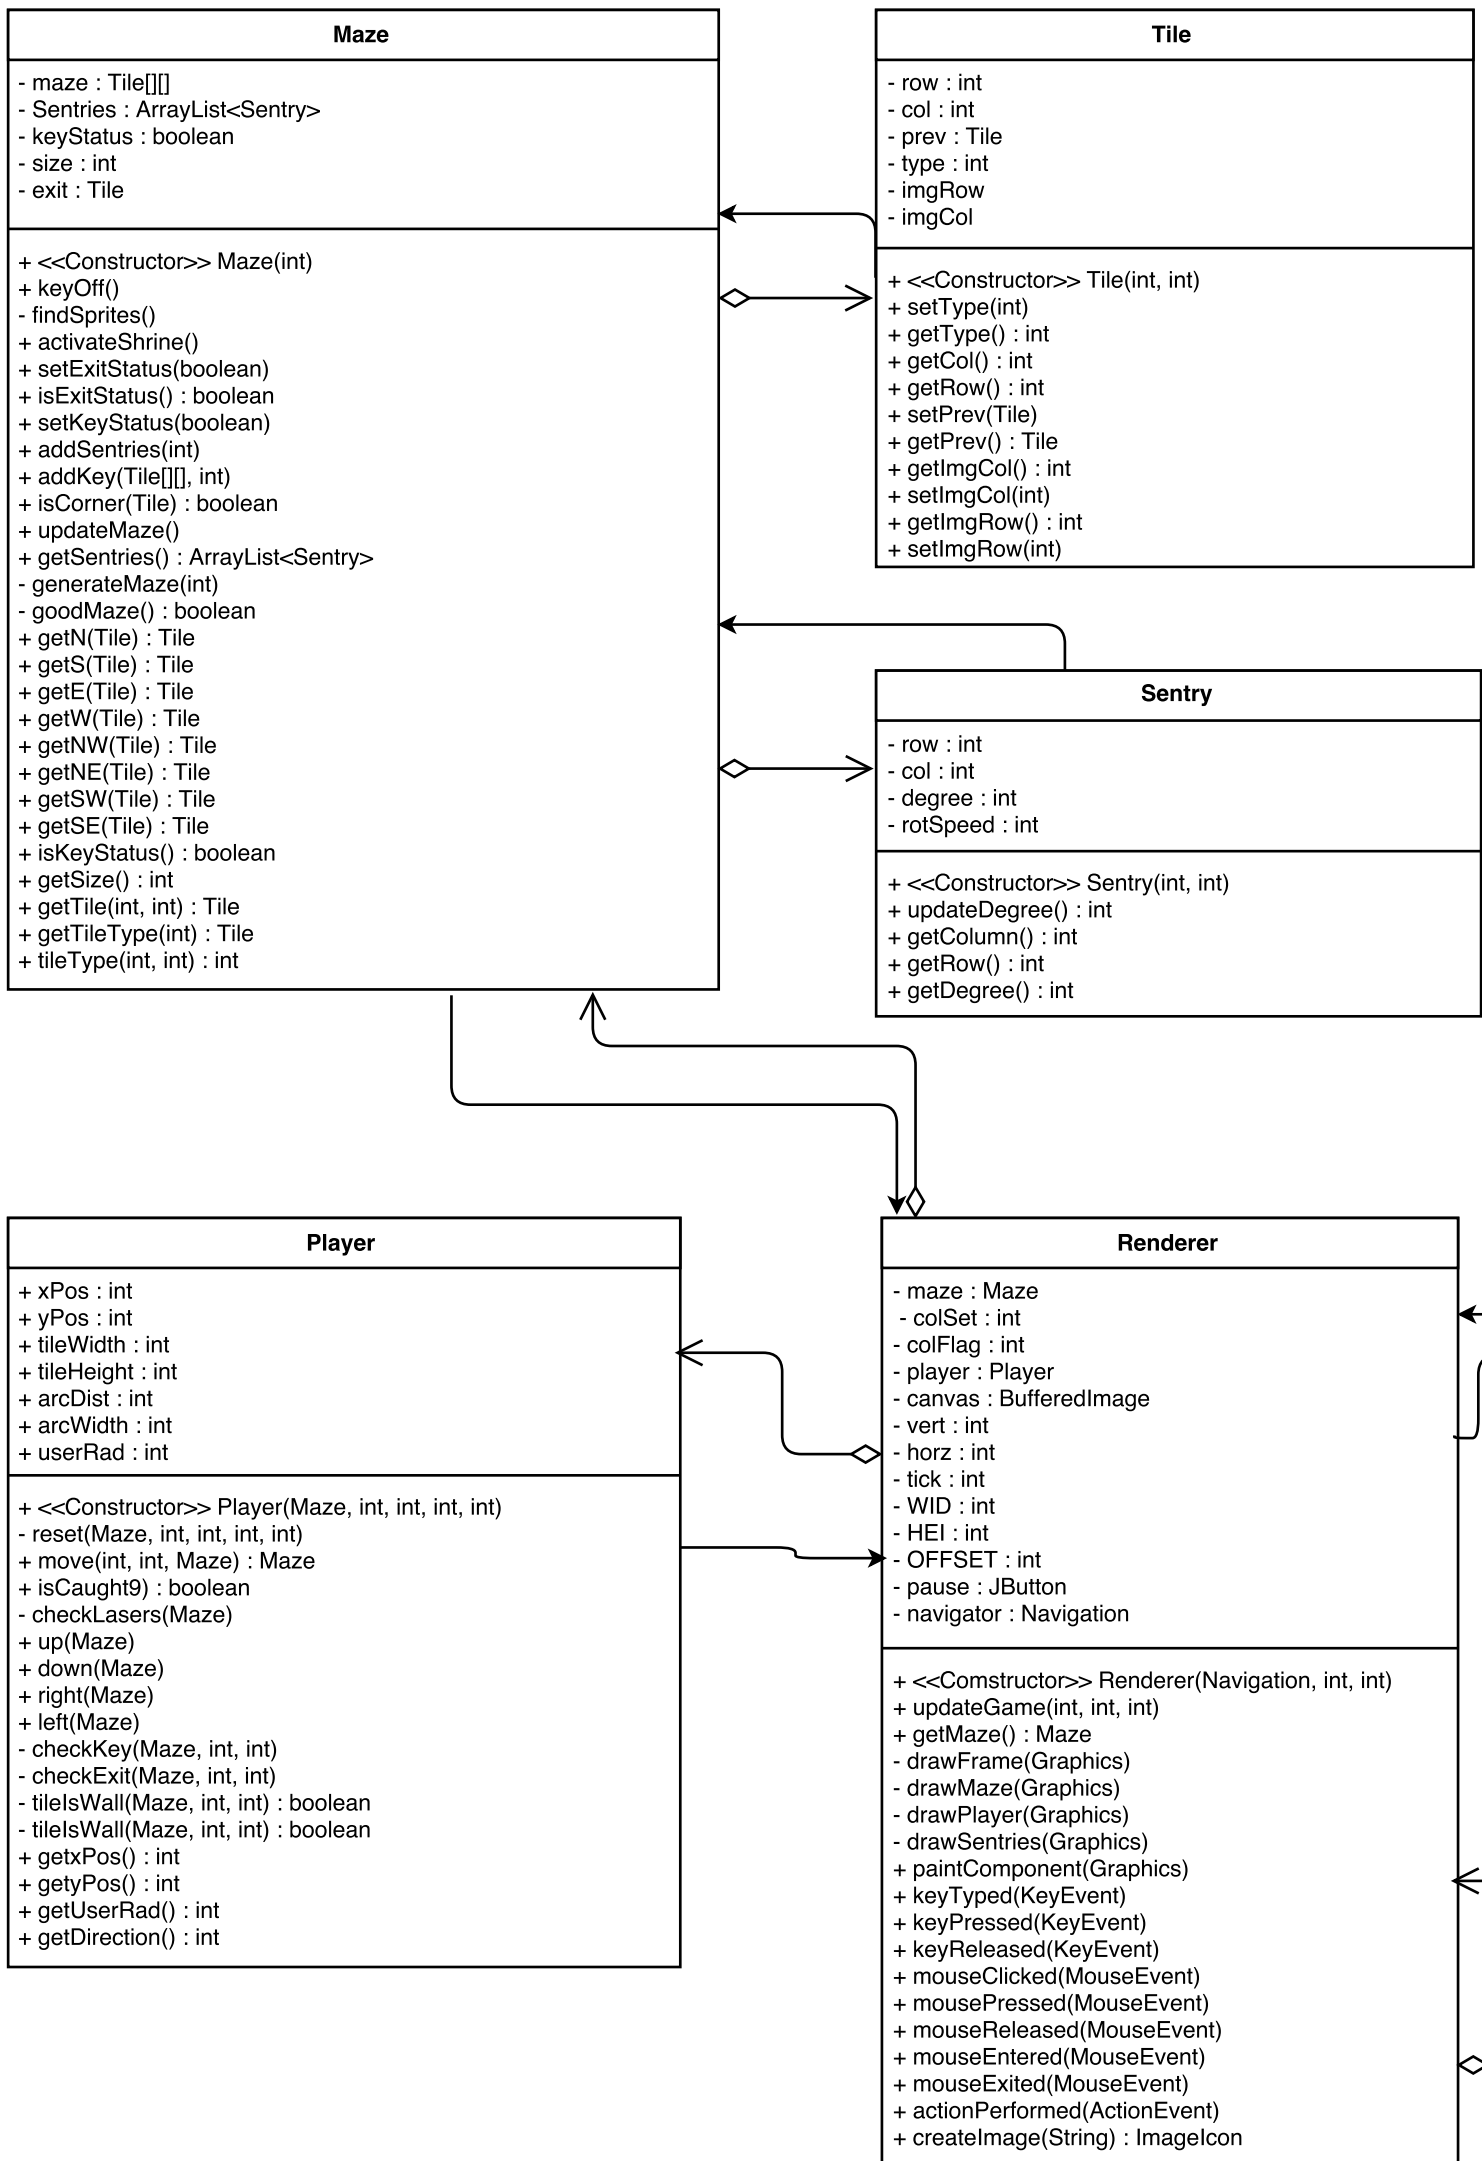 Maze
- maze : Tile[][]
- Sentries : ArrayList<Sentry>
- keyStatus : boolean
- size : int
- exit : Tile
+ <<Constructor>> Maze(int)
+ keyOff()
- findSprites()
+ activateShrine()
+ setExitStatus(boolean)
+ isExitStatus() : boolean
+ setKeyStatus(boolean)
+ addSentries(int)
+ addKey(Tile[][], int)
+ isCorner(Tile) : boolean
+ updateMaze()
+ getSentries() : ArrayList<Sentry>
- generateMaze(int)
- goodMaze() : boolean
+ getN(Tile) : Tile
+ getS(Tile) : Tile
+ getE(Tile) : Tile
+ getW(Tile) : Tile
+ getNW(Tile) : Tile
+ getNE(Tile) : Tile
+ getSW(Tile) : Tile
+ getSE(Tile) : Tile
+ isKeyStatus() : boolean
+ getSize() : int
+ getTile(int, int) : Tile
+ getTileType(int) : Tile
+ tileType(int, int) : int
Tile
- row : int
- col : int
- prev : Tile
- type : int
- imgRow
- imgCol
+ <<Constructor>> Tile(int, int)
+ setType(int)
+ getType() : int
+ getCol() : int
+ getRow() : int
+ setPrev(Tile)
+ getPrev() : Tile
+ getImgCol() : int
+ setImgCol(int)
+ getImgRow() : int
+ setImgRow(int)
Sentry
- row : int
- col : int
- degree : int
- rotSpeed : int
+ <<Constructor>> Sentry(int, int)
+ updateDegree() : int
+ getColumn() : int
+ getRow() : int
+ getDegree() : int
Player
+ xPos : int
+ yPos : int
+ tileWidth : int
+ tileHeight : int
+ arcDist : int
+ arcWidth : int
+ userRad : int
+ <<Constructor>> Player(Maze, int, int, int, int)
- reset(Maze, int, int, int, int)
+ move(int, int, Maze) : Maze
+ isCaught9) : boolean
- checkLasers(Maze)
+ up(Maze)
+ down(Maze)
+ right(Maze)
+ left(Maze)
- checkKey(Maze, int, int)
- checkExit(Maze, int, int)
- tileIsWall(Maze, int, int) : boolean
- tileIsWall(Maze, int, int) : boolean
+ getxPos() : int
+ getyPos() : int
+ getUserRad() : int
+ getDirection() : int
Renderer
- maze : Maze
- colSet : int
- colFlag : int
- player : Player
- canvas : BufferedImage
- vert : int
- horz : int
- tick : int
- WID : int
- HEI : int
- OFFSET : int
- pause : JButton
- navigator : Navigation
+ <<Comstructor>> Renderer(Navigation, int, int)
+ updateGame(int, int, int)
+ getMaze() : Maze
- drawFrame(Graphics)
- drawMaze(Graphics)
- drawPlayer(Graphics)
- drawSentries(Graphics)
+ paintComponent(Graphics)
+ keyTyped(KeyEvent)
+ keyPressed(KeyEvent)
+ keyReleased(KeyEvent)
+ mouseClicked(MouseEvent)
+ mousePressed(MouseEvent)
+ mouseReleased(MouseEvent)
+ mouseEntered(MouseEvent)
+ mouseExited(MouseEvent)
+ actionPerformed(ActionEvent)
+ createImage(String) : ImageIcon